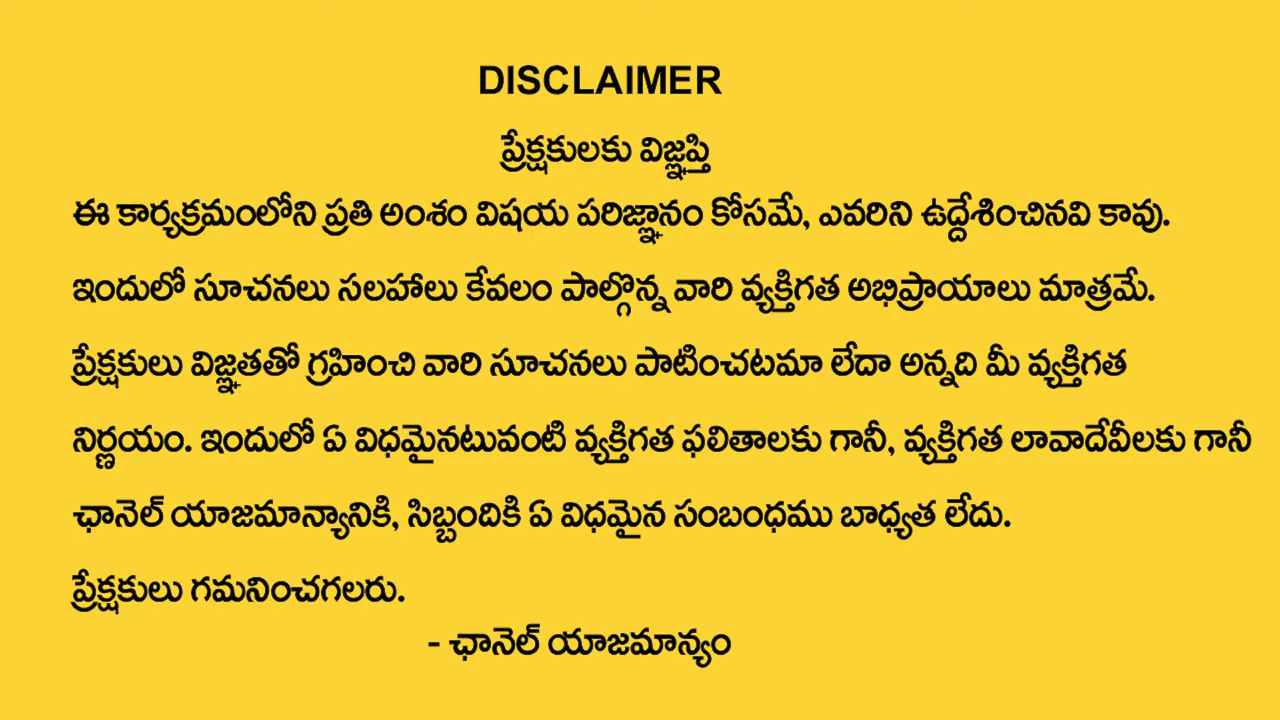 DISCLAIMER
ప్రేక్షకులకు విజ్ఞప్తి
ఈ కార్యక్రమంలోని ప్రతి అంశం విషయ పరిజ్ఞానం కోసమే, ఎవరిని ఉద్దేశించినవి కావు.
ఇందులో సూచనలు సలహాలు కేవలం పాల్గొన్న వారి వ్యక్తిగత అభిప్రాయాలు మాత్రమే.
ప్రేక్షకులు విజ్ఞతతో గ్రహించి వారి సూచనలు పాటించటమా లేదా అన్నది మీ వ్యక్తిగత
నిర్ణయం. ఇందులో ఏ విధమైనటువంటి వ్యక్తిగత ఫలితాలకు గానీ, వ్యక్తిగత లావాదేవీలకు గానీ
ఛానెల్ యాజమాన్యానికి, సిబ్బందికి ఏ విధమైన సంబంధము బాధ్యత లేదు.
ప్రేక్షకులు గమనించగలరు.
- ఛానెల్ యాజమాన్యం